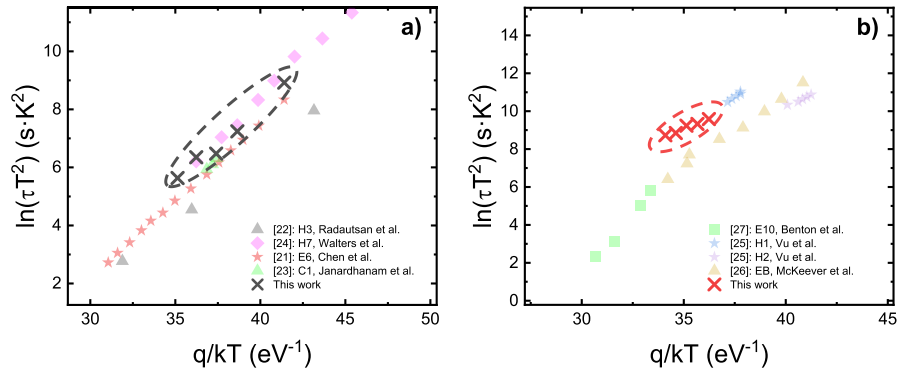 a)
10
8
6
4
2
30
35
40
45
50
ln(τT²) (s·K²)
q/kT (eV⁻¹)
[22]: H3, Radautsan et al.
[24]: H7, Walters et al.
[21]: E6, Chen et al.
[23]: C1, Janardhanam et al.
This work
b)
14
12
10
8
6
4
2
0
30
35
40
45
ln(τT²) (s·K²)
q/kT (eV⁻¹)
[27]: E10, Benton et al.
[25]: H1, Vu et al.
[25]: H2, Vu et al.
[26]: EB, McKeever et al.
This work